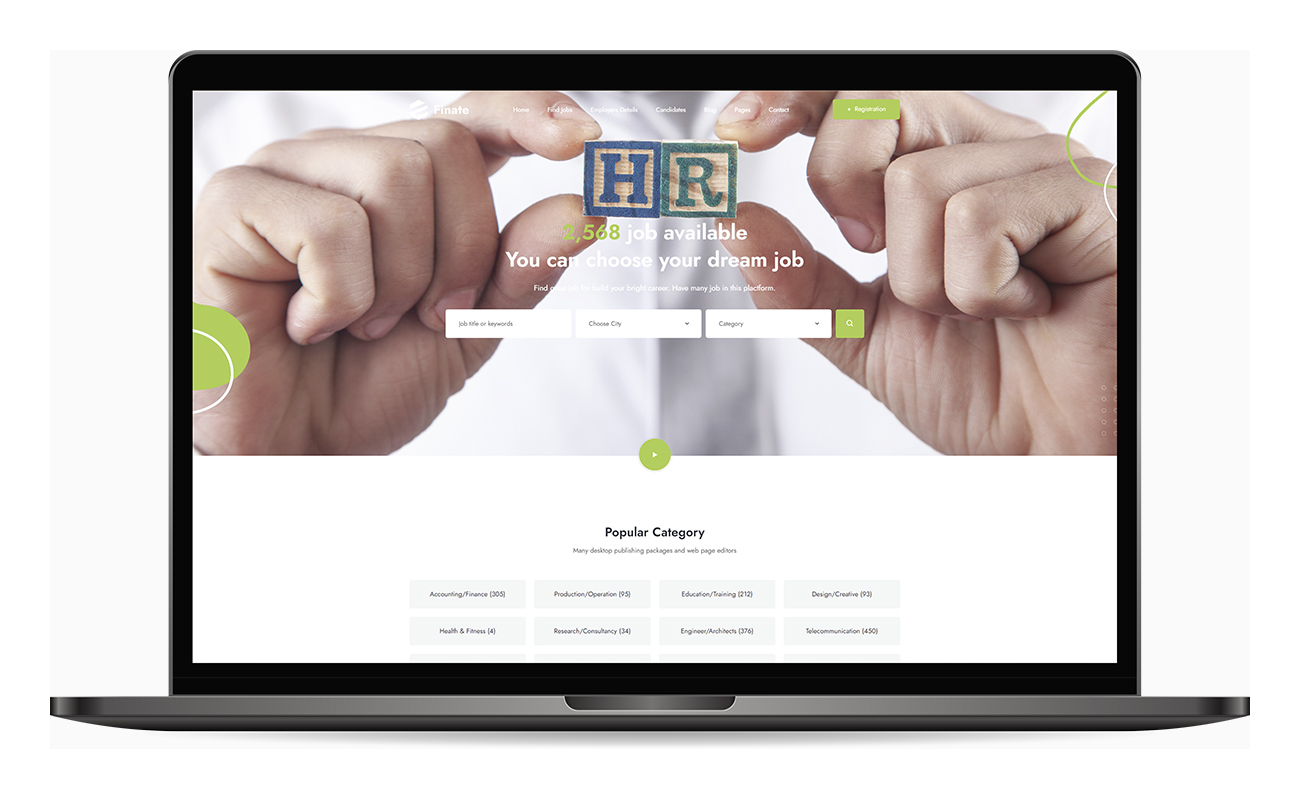 Finate
Home Find Jobs Employers Details Candidates Blog Pages Contact
+ Registration
H R
2,568 job available
You can choose your dream job
Find great job for build your bright career. Have many job in this plactform.
Job title or keywords Choose City Category
Popular Category
Many desktop publishing packages and web page editors
Accounting/Finance (305) Production/Operation (95) Education/Training (212) Design/Creative (93)
Health & Fitness (4) Research/Consultancy (34) Engineer/Architects (376) Telecommunication (450)